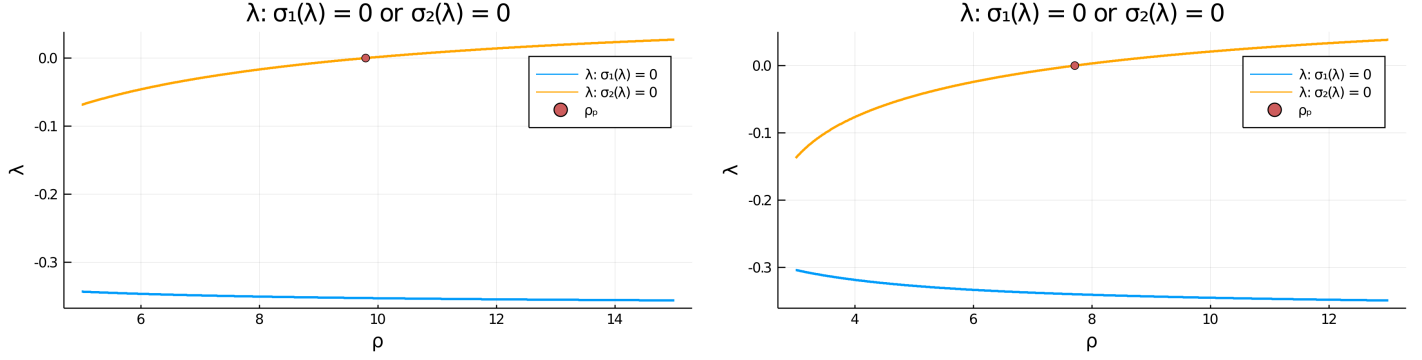 λ: σ₁(λ) = 0 or σ₂(λ) = 0
0.0
-0.1
-0.2
-0.3
λ
6
8
10
12
14
ρ
λ: σ₁(λ) = 0
λ: σ₂(λ) = 0
ρₚ
λ: σ₁(λ) = 0 or σ₂(λ) = 0
0.0
-0.1
-0.2
-0.3
λ
4
6
8
10
12
ρ
λ: σ₁(λ) = 0
λ: σ₂(λ) = 0
ρₚ